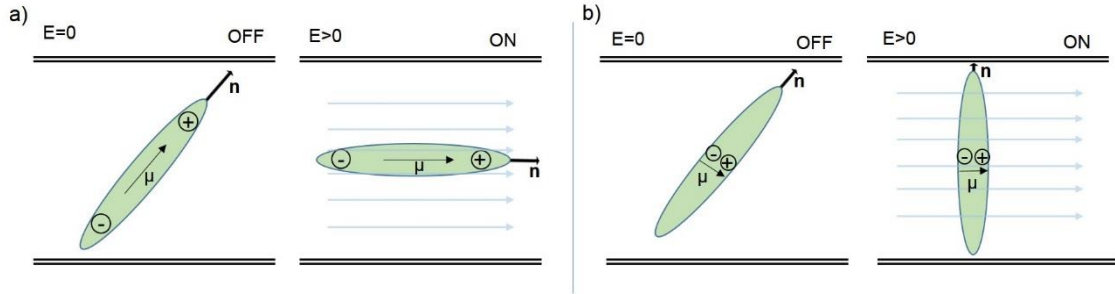 a)
E=0 OFF
n
+
μ
-
E>0 ON
- μ +
n
b)
E=0 OFF
n
- +
μ
E>0 ON
n
- +
μ